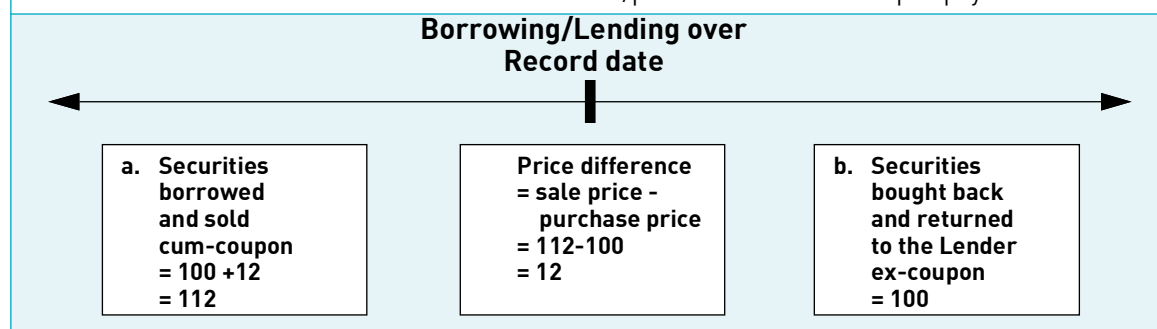 Borrowing/Lending over
Record date
a. Securities
borrowed
and sold
cum-coupon
= 100 +12
= 112
Price difference
= sale price -
purchase price
= 112-100
= 12
b. Securities
bought back
and returned
to the Lender
ex-coupon
= 100